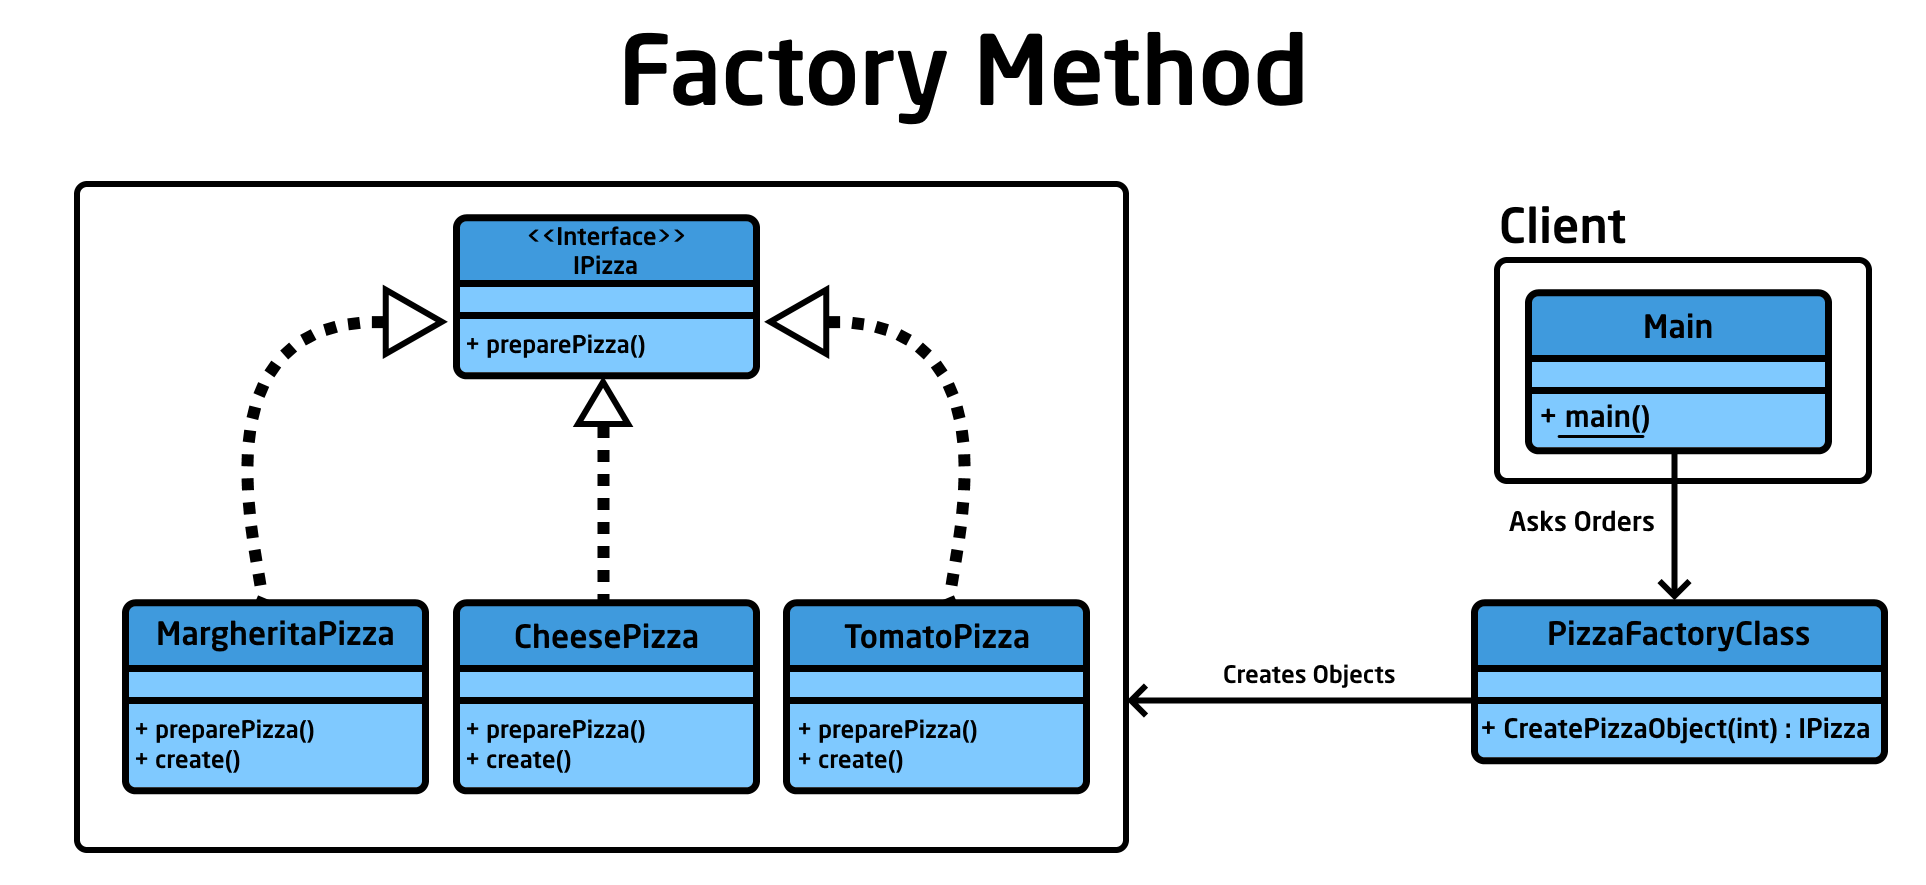 Factory Method
<<Interface>>
IPizza
+ preparePizza()
MargheritaPizza
+ preparePizza()
+ create()
CheesePizza
+ preparePizza()
+ create()
TomatoPizza
+ preparePizza()
+ create()
Client
Main
+ main()
Asks Orders
PizzaFactoryClass
+ CreatePizzaObject(int) : IPizza
Creates Objects